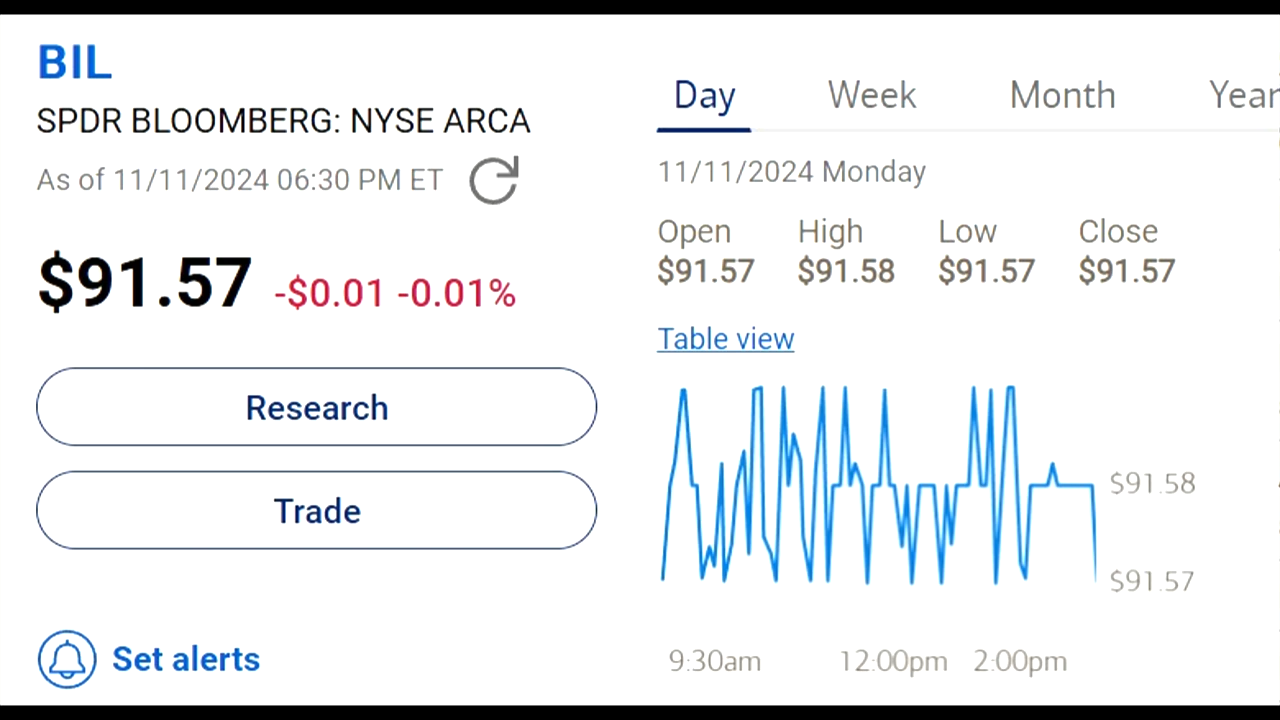 BIL
SPDR BLOOMBERG: NYSE ARCA
As of 11/11/2024 06:30 PM ET
$91.57 -$0.01 -0.01%
Research
Trade
Set alerts
Day Week Month Year
11/11/2024 Monday
Open High Low Close
$91.57 $91.58 $91.57 $91.57
Table view
$91.58
$91.57
9:30am 12:00pm 2:00pm